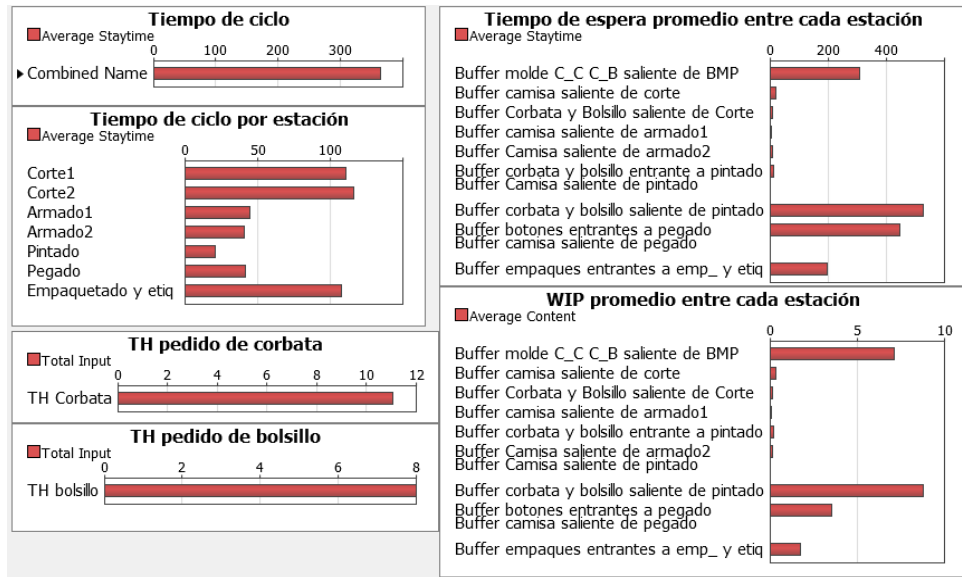 Tiempo de ciclo
Average Staytime
0 100 200 300
Combined Name
Tiempo de ciclo por estación
Average Staytime
0 50 100
Corte1
Corte2
Armado1
Armado2
Pintado
Pegado
Empaquetado y etiq
TH pedido de corbata
Total Input
0 2 4 6 8 10 12
TH Corbata
TH pedido de bolsillo
Total Input
0 2 4 6 8
TH bolsillo
Tiempo de espera promedio entre cada estación
Average Staytime
0 200 400
Buffer molde C_C C_B saliente de BMP
Buffer camisa saliente de corte
Buffer Corbata y Bolsillo saliente de Corte
Buffer camisa saliente de armado1
Buffer Camisa saliente de armado2
Buffer corbata y bolsillo entrante a pintado
Buffer Camisa saliente de pintado
Buffer corbata y bolsillo saliente de pintado
Buffer botones entrantes a pegado
Buffer camisa saliente de pegado
Buffer empaques entrantes a emp_ y etiq
WIP promedio entre cada estación
Average Content
0 5 10
Buffer molde C_C C_B saliente de BMP
Buffer camisa saliente de corte
Buffer Corbata y Bolsillo saliente de Corte
Buffer camisa saliente de armado1
Buffer corbata y bolsillo entrante a pintado
Buffer Camisa saliente de armado2
Buffer Camisa saliente de pintado
Buffer corbata y bolsillo saliente de pintado
Buffer botones entrantes a pegado
Buffer camisa saliente de pegado
Buffer empaques entrantes a emp_ y etiq